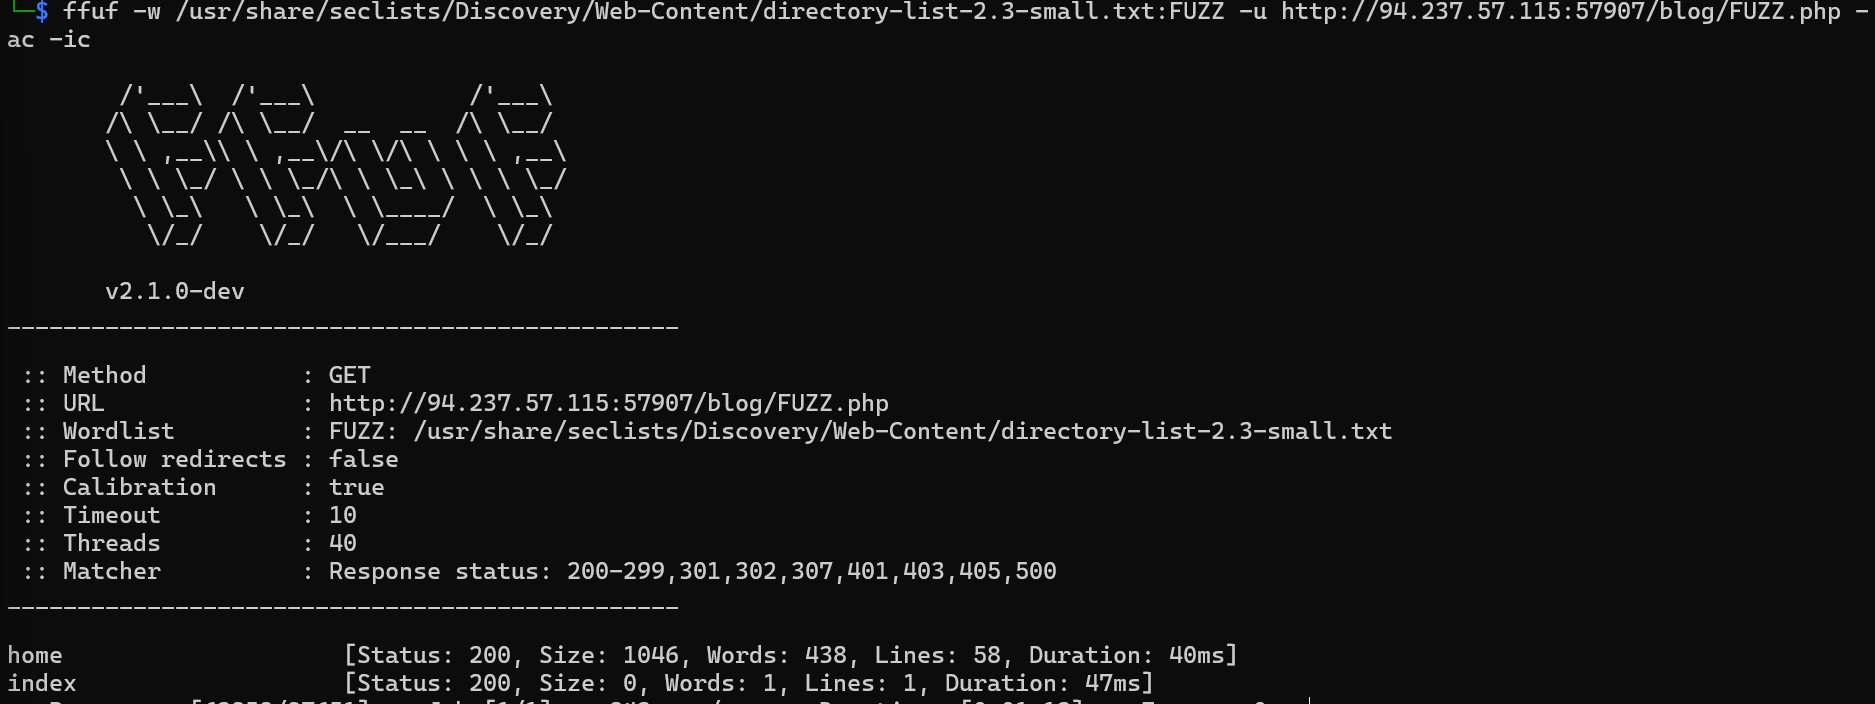 └─$ ffuf -w /usr/share/seclists/Discovery/Web-Content/directory-list-2.3-small.txt:FUZZ -u http://94.237.57.115:57907/blog/FUZZ.php -
ac -ic
        /'___\  /'___\           /'___\
       /\ \__/ /\ \__/  __  __  /\ \__/
       \ \ ,__\\ \ ,__\/\ \/\ \ \ \ ,__\
        \ \ \_/ \ \ \_/\ \ \_\ \ \ \ \_/
         \ \_\   \ \_\  \ \____/  \ \_\
          \/_/    \/_/   \/___/    \/_/
       v2.1.0-dev
________________________________________________
 :: Method           : GET
 :: URL              : http://94.237.57.115:57907/blog/FUZZ.php
 :: Wordlist         : FUZZ: /usr/share/seclists/Discovery/Web-Content/directory-list-2.3-small.txt
 :: Follow redirects : false
 :: Calibration      : true
 :: Timeout          : 10
 :: Threads          : 40
 :: Matcher          : Response status: 200-299,301,302,307,401,403,405,500
________________________________________________
home                    [Status: 200, Size: 1046, Words: 438, Lines: 58, Duration: 40ms]
index                   [Status: 200, Size: 0, Words: 1, Lines: 1, Duration: 47ms]